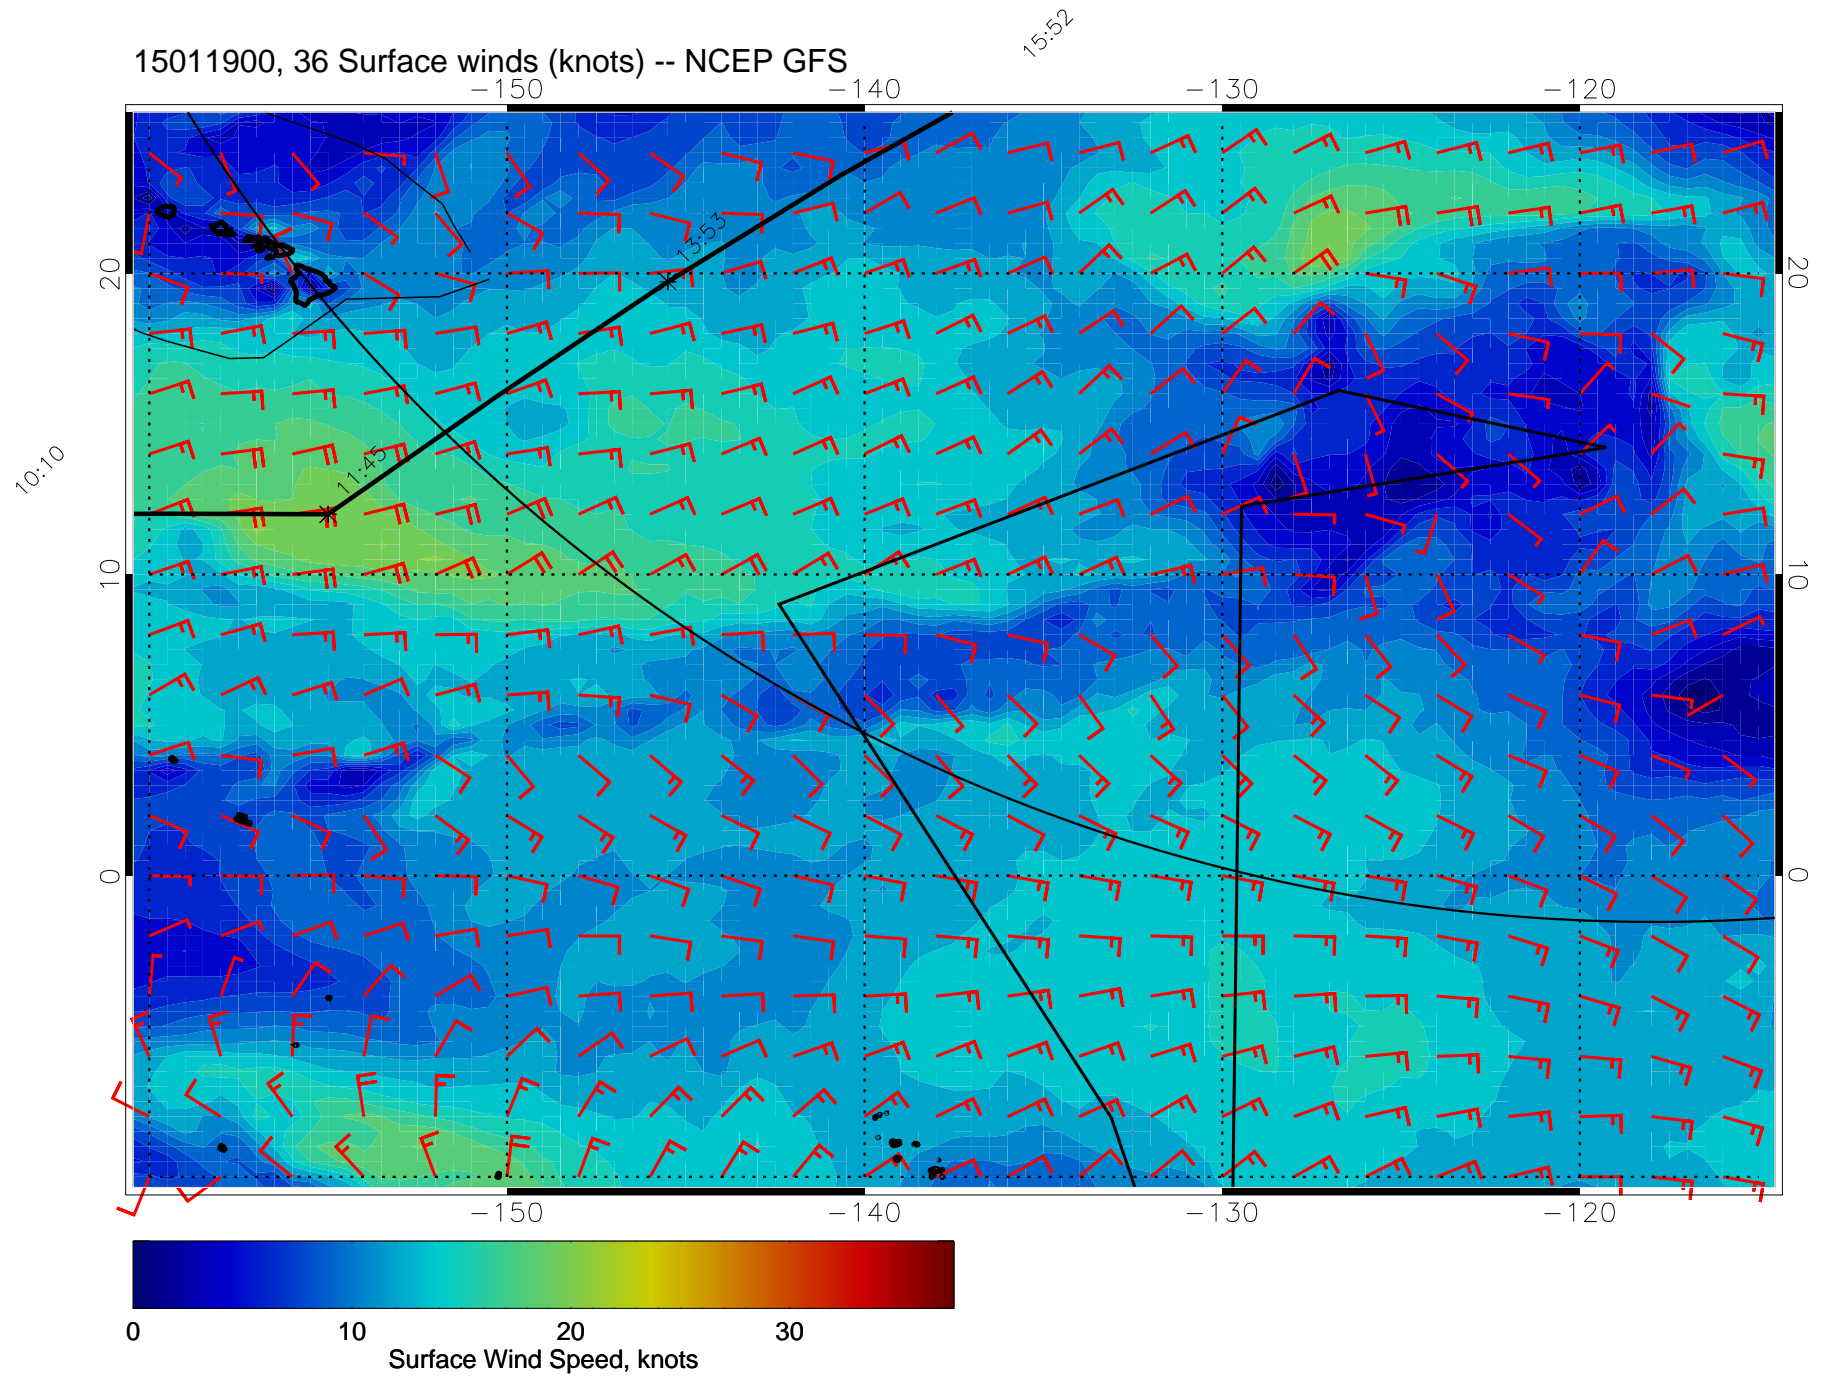 15:52
15011900, 36 Surface winds (knots) -- NCEP GFS
-150 -140 -130 -120
13:53
20 20
10:10
11:45
10 10
0 0
-150 -140 -130 -120
0 10 20 30
Surface Wind Speed, knots